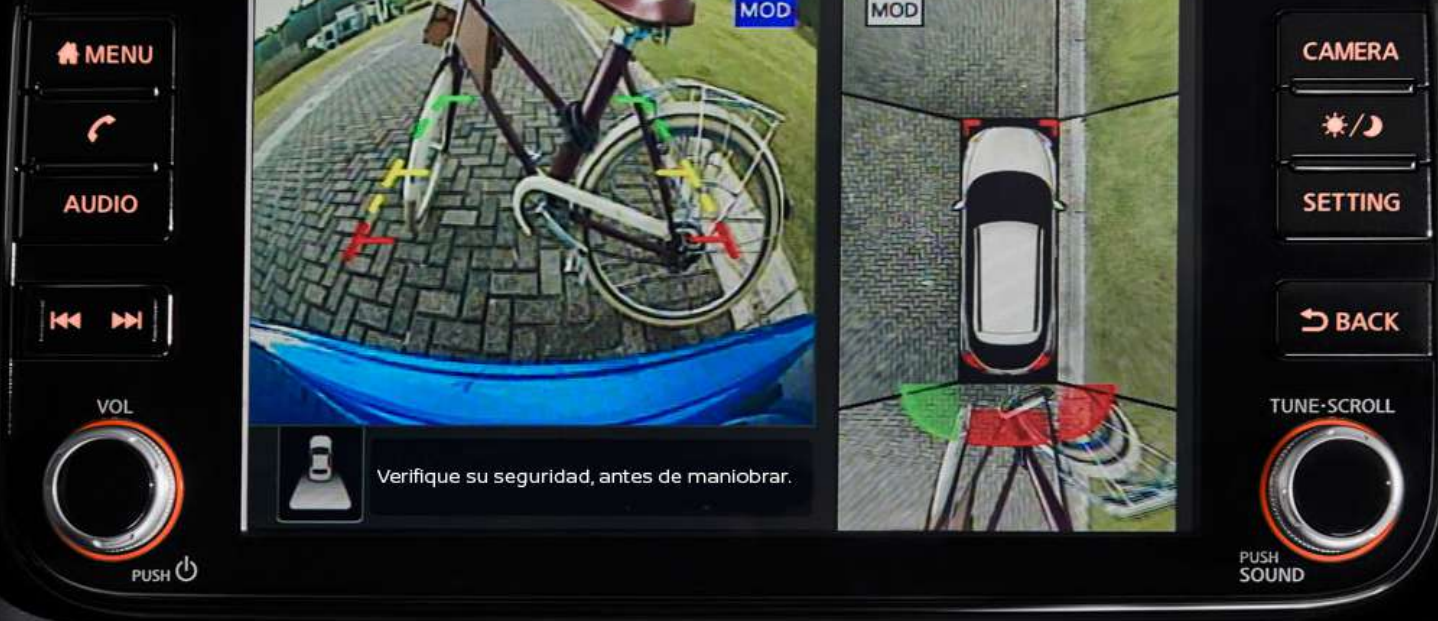 MOD
MOD
MENU
CAMERA
AUDIO
SETTING
BACK
VOL
TUNE·SCROLL
Verifique su seguridad, antes de maniobrar.
PUSH
PUSH
SOUND